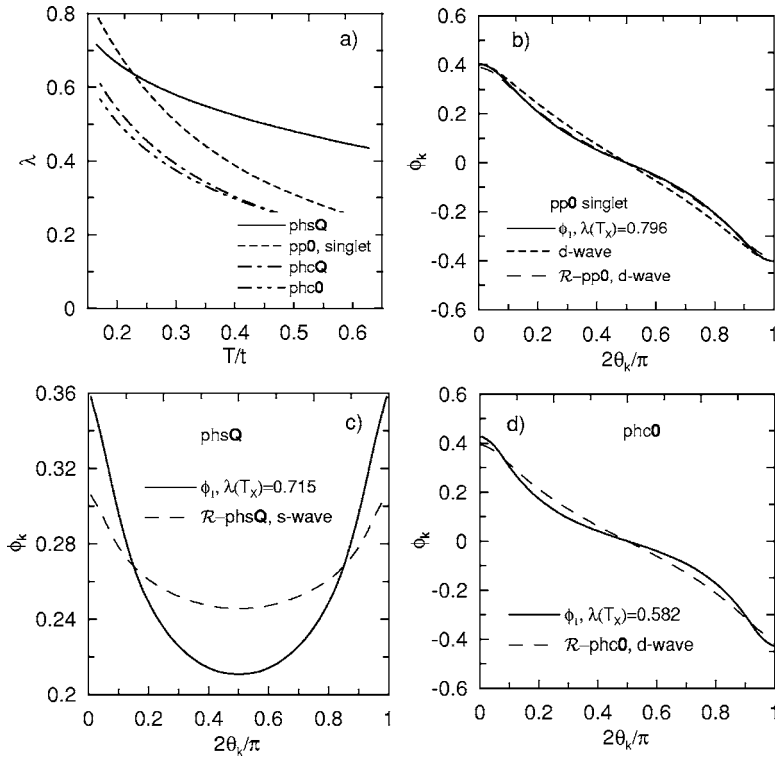 a)
0.8
0.6
0.4
0.2
0
λ
phsQ
pp0, singlet
phcQ
phc0
0.2 0.3 0.4 0.5 0.6
T/t
b)
0.6
0.4
0.2
0
-0.2
-0.4
-0.6
ϕk
pp0 singlet
ϕ1, λ(TX)=0.796
d-wave
ℛ–pp0, d-wave
0 0.2 0.4 0.6 0.8 1
2θk/π
c)
0.36
0.32
0.28
0.24
0.2
ϕk
phsQ
ϕ1, λ(TX)=0.715
ℛ–phsQ, s-wave
0 0.2 0.4 0.6 0.8 1
2θk/π
d)
0.6
0.4
0.2
0
-0.2
-0.4
-0.6
ϕk
phc0
ϕ1, λ(TX)=0.582
ℛ–phc0, d-wave
0 0.2 0.4 0.6 0.8 1
2θk/π